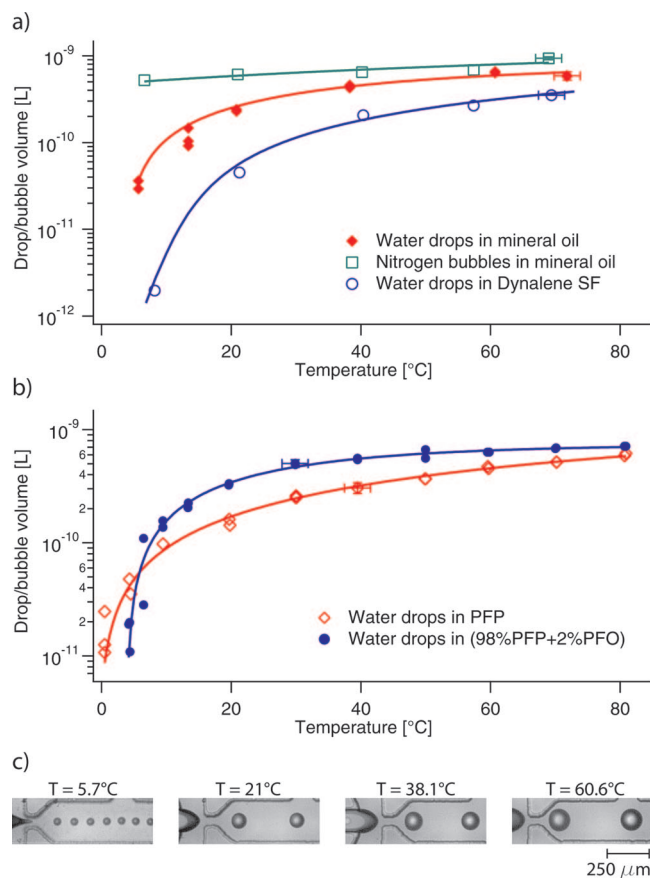 a)
Drop/bubble volume [L]
10⁻⁹
10⁻¹⁰
10⁻¹¹
10⁻¹²
Water drops in mineral oil
Nitrogen bubbles in mineral oil
Water drops in Dynalene SF
0 20 40 60 80
Temperature [°C]
b)
Drop/bubble volume [L]
10⁻⁹
6
4
2
10⁻¹⁰
6
4
2
10⁻¹¹
Water drops in PFP
Water drops in (98%PFP+2%PFO)
0 20 40 60 80
Temperature [°C]
c)
T = 5.7°C T = 21°C T = 38.1°C T = 60.6°C
250 μm